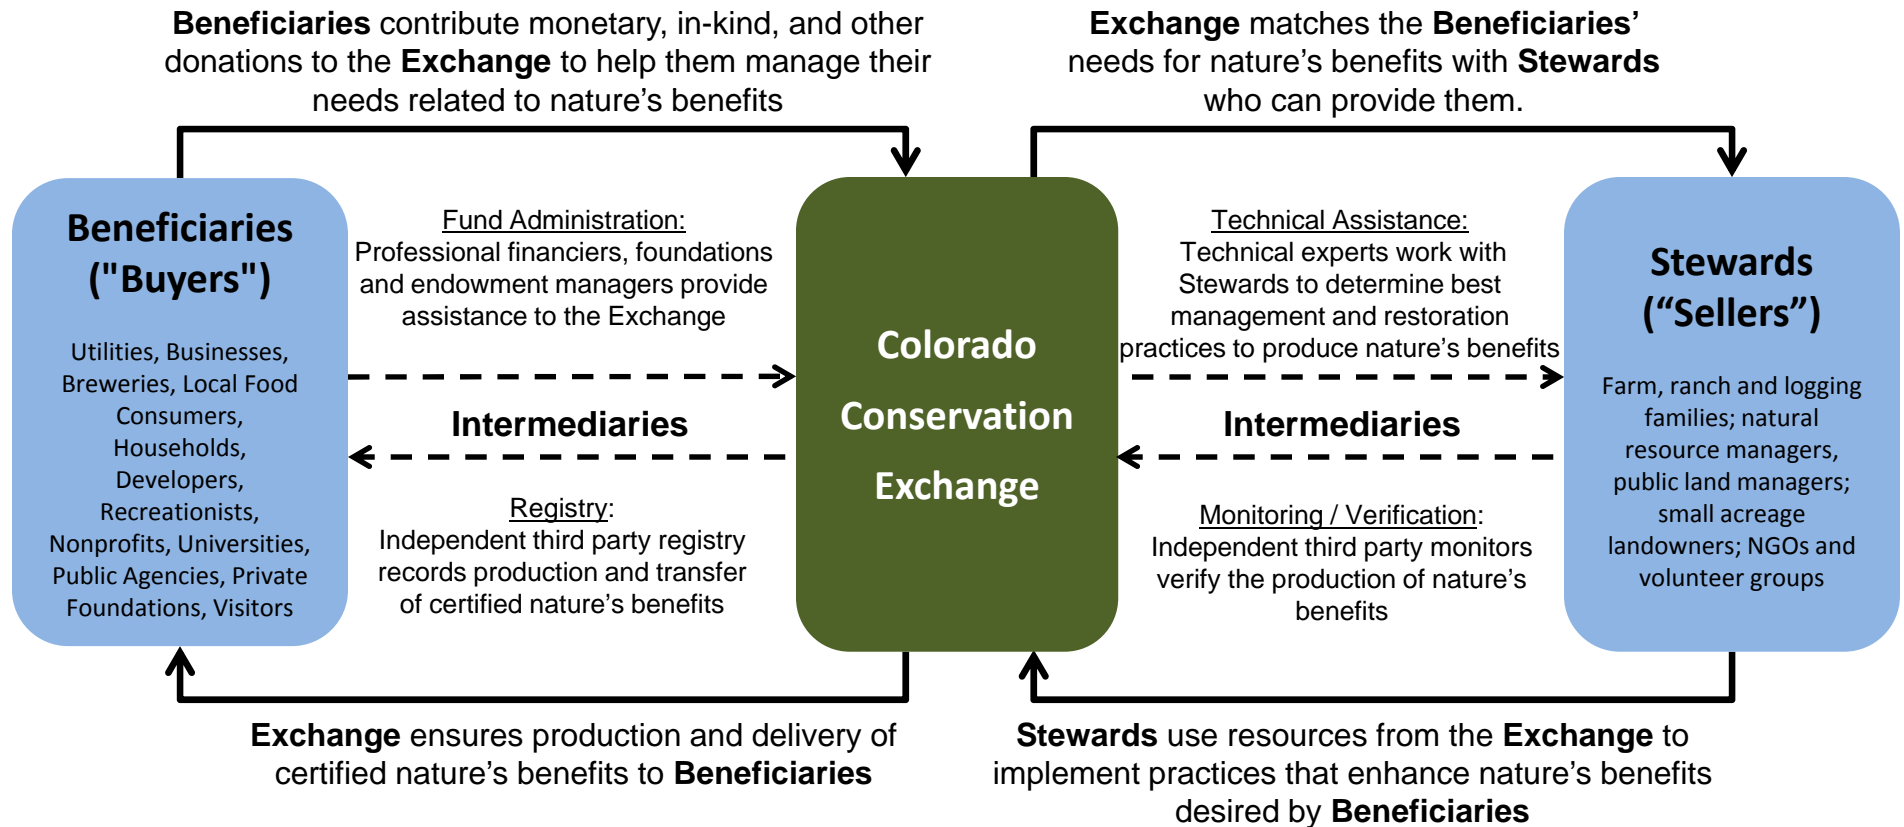 Beneficiaries contribute monetary, in-kind, and other
donations to the Exchange to help them manage their
needs related to nature’s benefits
Exchange matches the Beneficiaries’
needs for nature’s benefits with Stewards
who can provide them.
Beneficiaries
("Buyers")
Utilities, Businesses,
Breweries, Local Food
Consumers,
Households,
Developers,
Recreationists,
Nonprofits, Universities,
Public Agencies, Private
Foundations, Visitors
Fund Administration:
Professional financiers, foundations
and endowment managers provide
assistance to the Exchange
Intermediaries
Registry:
Independent third party registry
records production and transfer
of certified nature’s benefits
Colorado
Conservation
Exchange
Technical Assistance:
Technical experts work with
Stewards to determine best
management and restoration
practices to produce nature’s benefits
Intermediaries
Monitoring / Verification:
Independent third party monitors
verify the production of nature’s
benefits
Stewards
(“Sellers”)
Farm, ranch and logging
families; natural
resource managers,
public land managers;
small acreage
landowners; NGOs and
volunteer groups
Exchange ensures production and delivery of
certified nature’s benefits to Beneficiaries
Stewards use resources from the Exchange to
implement practices that enhance nature’s benefits
desired by Beneficiaries